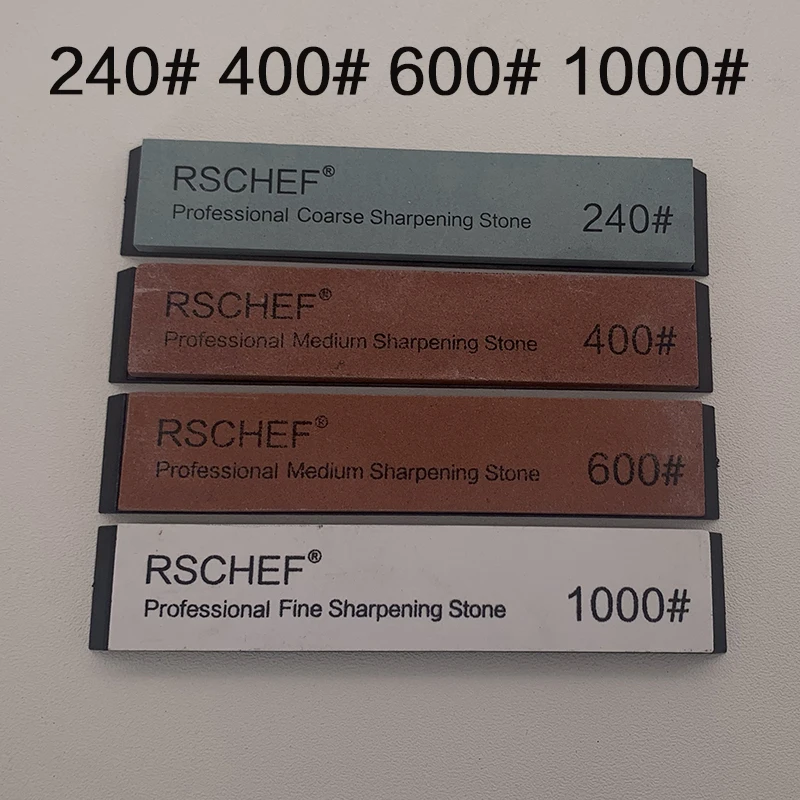 240# 400# 600# 1000#
RSCHEF®
Professional Coarse Sharpening Stone 240#
RSCHEF®
Professional Medium Sharpening Stone 400#
RSCHEF®
Professional Medium Sharpening Stone 600#
RSCHEF®
Professional Fine Sharpening Stone 1000#